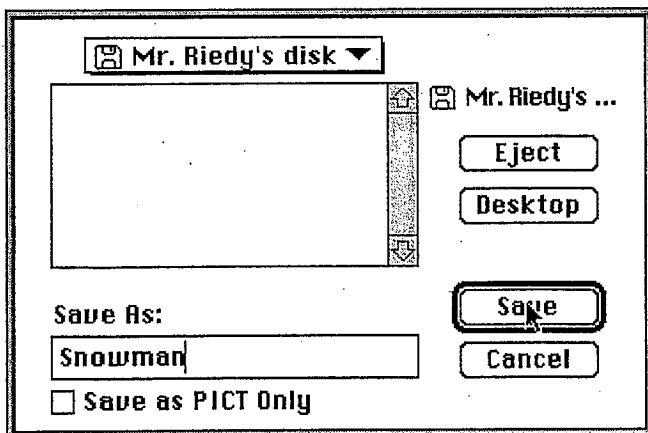 Mr. Riedy's disk
Mr. Riedy's ...
Eject
Desktop
Save
Save As:
Snowman
Cancel
Save as PICT Only